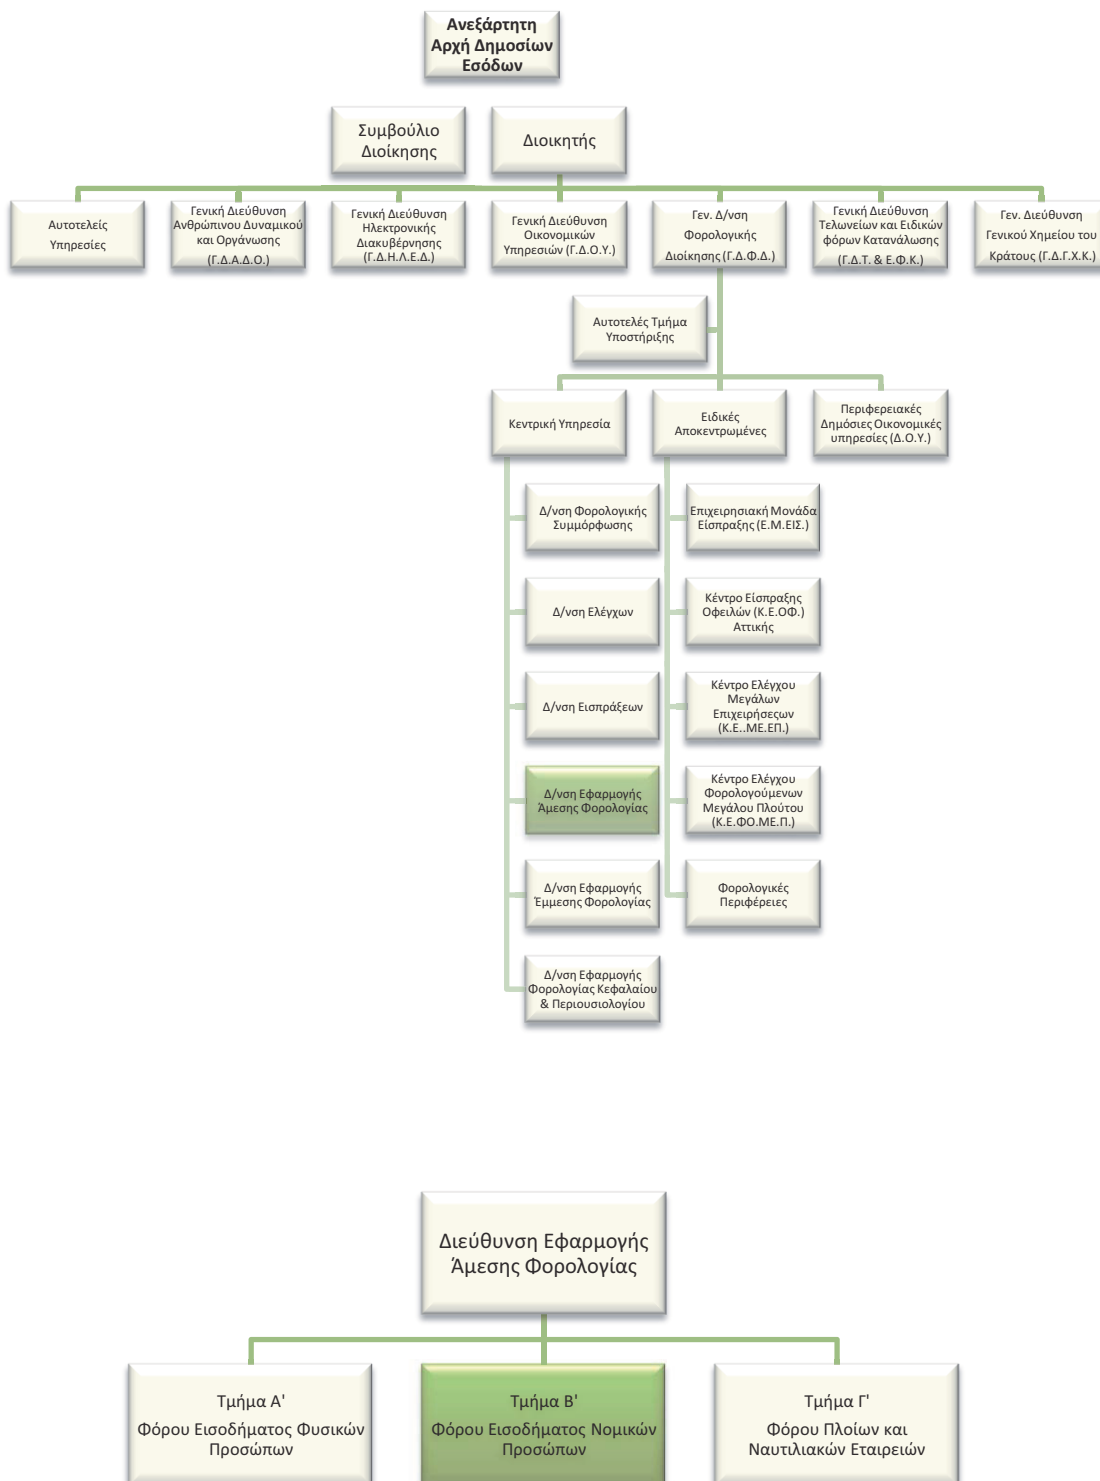 Ανεξάρτητη
Αρχή Δημοσίων
Εσόδων
Συμβούλιο
Διοίκησης
Διοικητής
Αυτοτελείς
Υπηρεσίες
Γενική Διεύθυνση
Ανθρώπινου Δυναμικού
και Οργάνωσης
(Γ.Δ.Α.Δ.Ο.)
Γενική Διεύθυνση
Ηλεκτρονικής
Διακυβέρνησης
(Γ.Δ.Η.Λ.Ε.Δ.)
Γενική Διεύθυνση
Οικονομικών
Υπηρεσιών (Γ.Δ.Ο.Υ.)
Γεν. Δ/νση
Φορολογικής
Διοίκησης (Γ.Δ.Φ.Δ.)
Γενική Διεύθυνση
Τελωνείων και Ειδικών
φόρων Κατανάλωσης
(Γ.Δ.Τ. & Ε.Φ.Κ.)
Γεν. Διεύθυνση
Γενικού Χημείου του
Κράτους (Γ.Δ.Γ.Χ.Κ.)
Αυτοτελές Τμήμα
Υποστήριξης
Κεντρική Υπηρεσία
Ειδικές
Αποκεντρωμένες
Περιφερειακές
Δημόσιες Οικονομικές
υπηρεσίες (Δ.Ο.Υ.)
Δ/νση Φορολογικής
Συμμόρφωσης
Δ/νση Ελέγχων
Δ/νση Εισπράξεων
Δ/νση Εφαρμογής
Άμεσης Φορολογίας
Δ/νση Εφαρμογής
Έμμεσης Φορολογίας
Δ/νση Εφαρμογής
Φορολογίας Κεφαλαίου
& Περιουσιολογίου
Επιχειρησιακή Μονάδα
Είσπραξης (Ε.Μ.ΕΙΣ.)
Κέντρο Είσπραξης
Οφειλών (Κ.Ε.ΟΦ.)
Αττικής
Κέντρο Ελέγχου
Μεγάλων
Επιχειρήσεςων
(Κ.Ε..ΜΕ.ΕΠ.)
Κέντρο Ελέγχου
Φορολογούμενων
Μεγάλου Πλούτου
(Κ.Ε.ΦΟ.ΜΕ.Π.)
Φορολογικές
Περιφέρειες
Διεύθυνση Εφαρμογής
Άμεσης Φορολογίας
Τμήμα Α'
Φόρου Εισοδήματος Φυσικών
Προσώπων
Τμήμα Β'
Φόρου Εισοδήματος Νομικών
Προσώπων
Τμήμα Γ'
Φόρου Πλοίων και
Ναυτιλιακών Εταιρειών